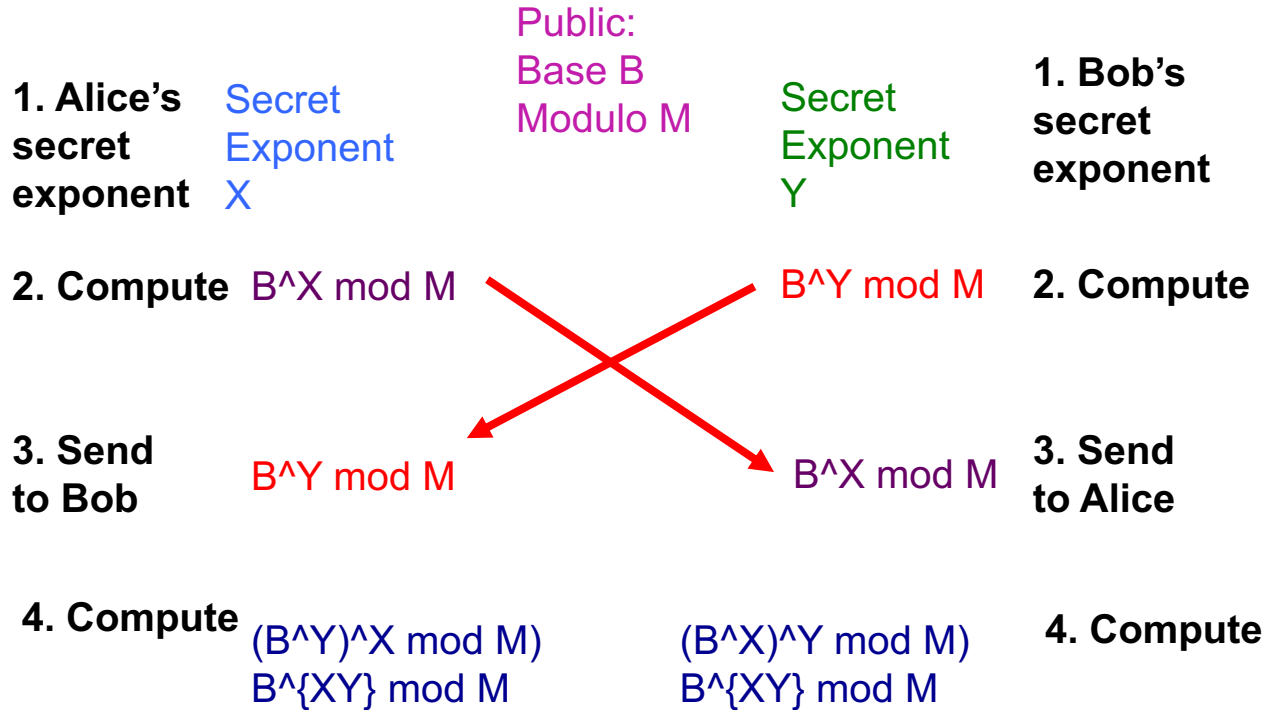 Public:
Base B
Modulo M
1. Alice’s
secret
exponent
Secret
Exponent
X
Secret
Exponent
Y
1. Bob’s
secret
exponent
2. Compute
B^X mod M
B^Y mod M
2. Compute
3. Send
to Bob
B^Y mod M
B^X mod M
3. Send
to Alice
4. Compute
(B^Y)^X mod M)
B^{XY} mod M
(B^X)^Y mod M)
B^{XY} mod M
4. Compute